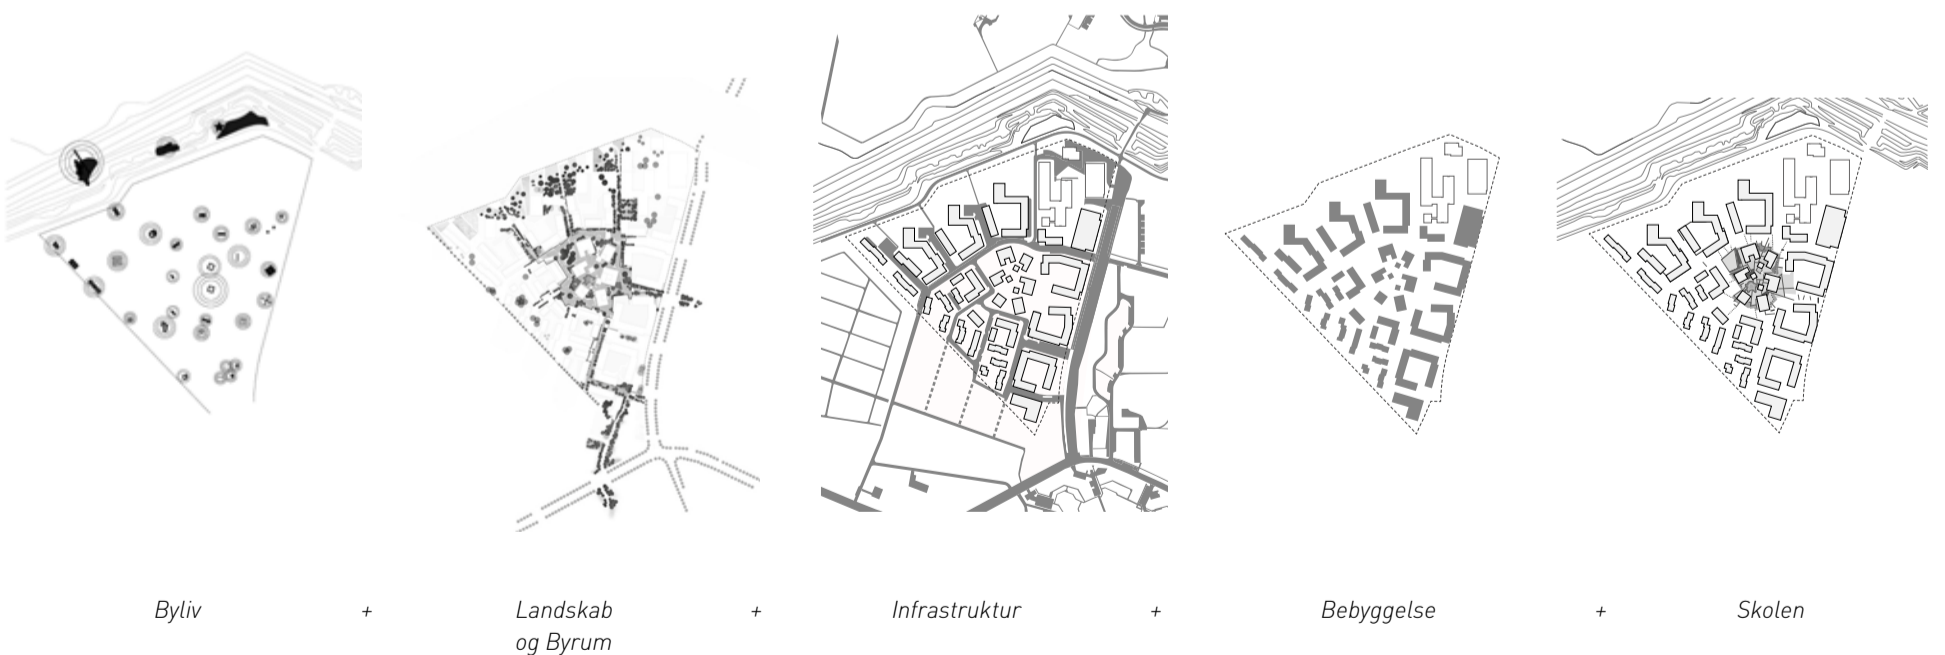 Byliv + Landskab + Infrastruktur + Bebyggelse + Skolen
og Byrum